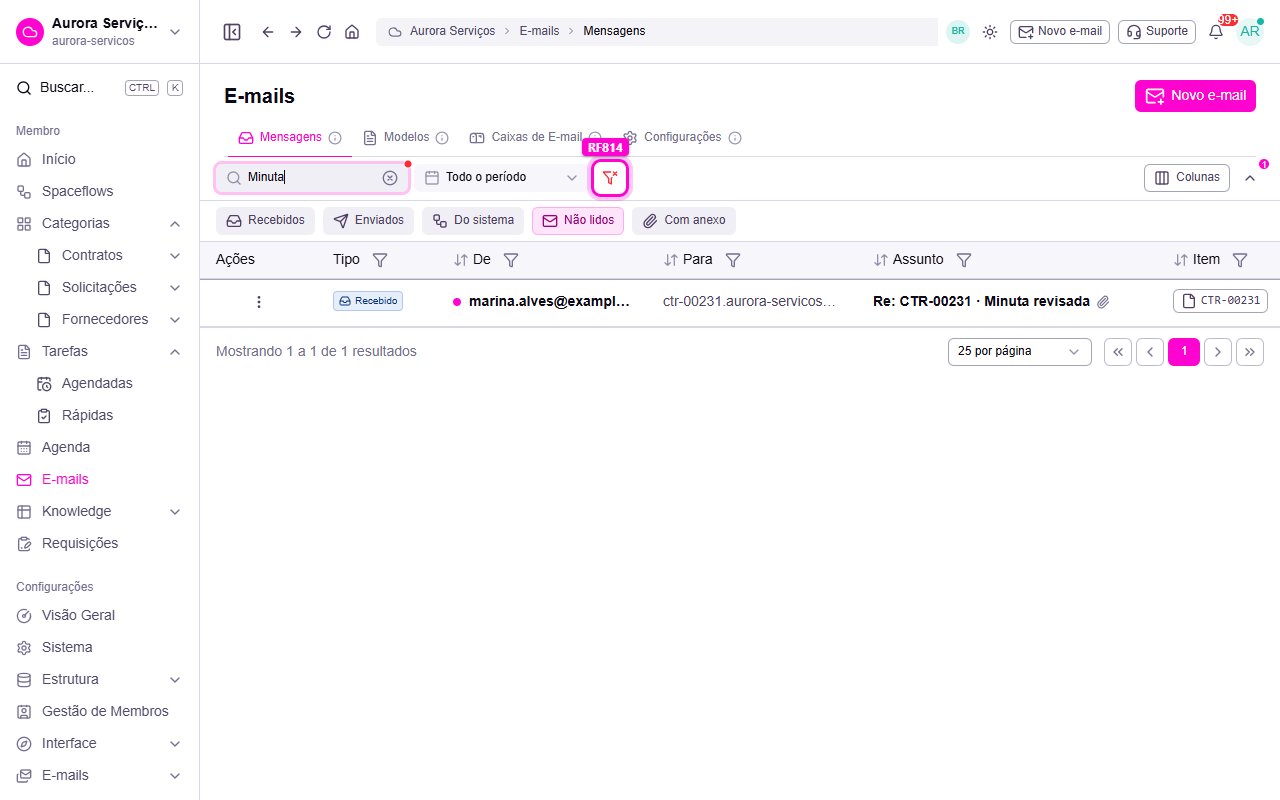 Aurora Serviç...
aurora-servicos
Aurora Serviços
E-mails
Mensagens
BR
Novo e-mail
Suporte
99+
AR
Buscar...
CTRL
K
Membro
Início
Spaceflows
Categorias
Contratos
Solicitações
Fornecedores
Tarefas
Agendadas
Rápidas
Agenda
E-mails
Knowledge
Requisições
Configurações
Visão Geral
Sistema
Estrutura
Gestão de Membros
Interface
E-mails
E-mails
Novo e-mail
Mensagens
Modelos
Caixas de E-mail
Configurações
RF814
Minuta
Todo o período
Colunas
1
Recebidos
Enviados
Do sistema
Não lidos
Com anexo
Ações
Tipo
De
Para
Assunto
Item
Recebido
marina.alves@exampl...
ctr-00231.aurora-servicos...
Re: CTR-00231 · Minuta revisada
CTR-00231
Mostrando 1 a 1 de 1 resultados
25 por página
1